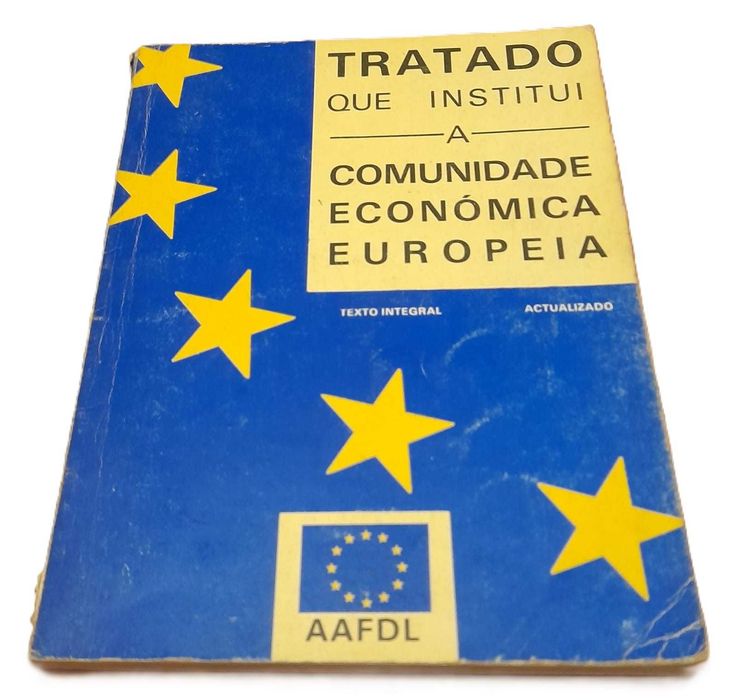 TRATADO
QUE INSTITUI
A
COMUNIDADE
ECONÓMICA
EUROPEIA
TEXTO INTEGRAL ACTUALIZADO
AAFDL